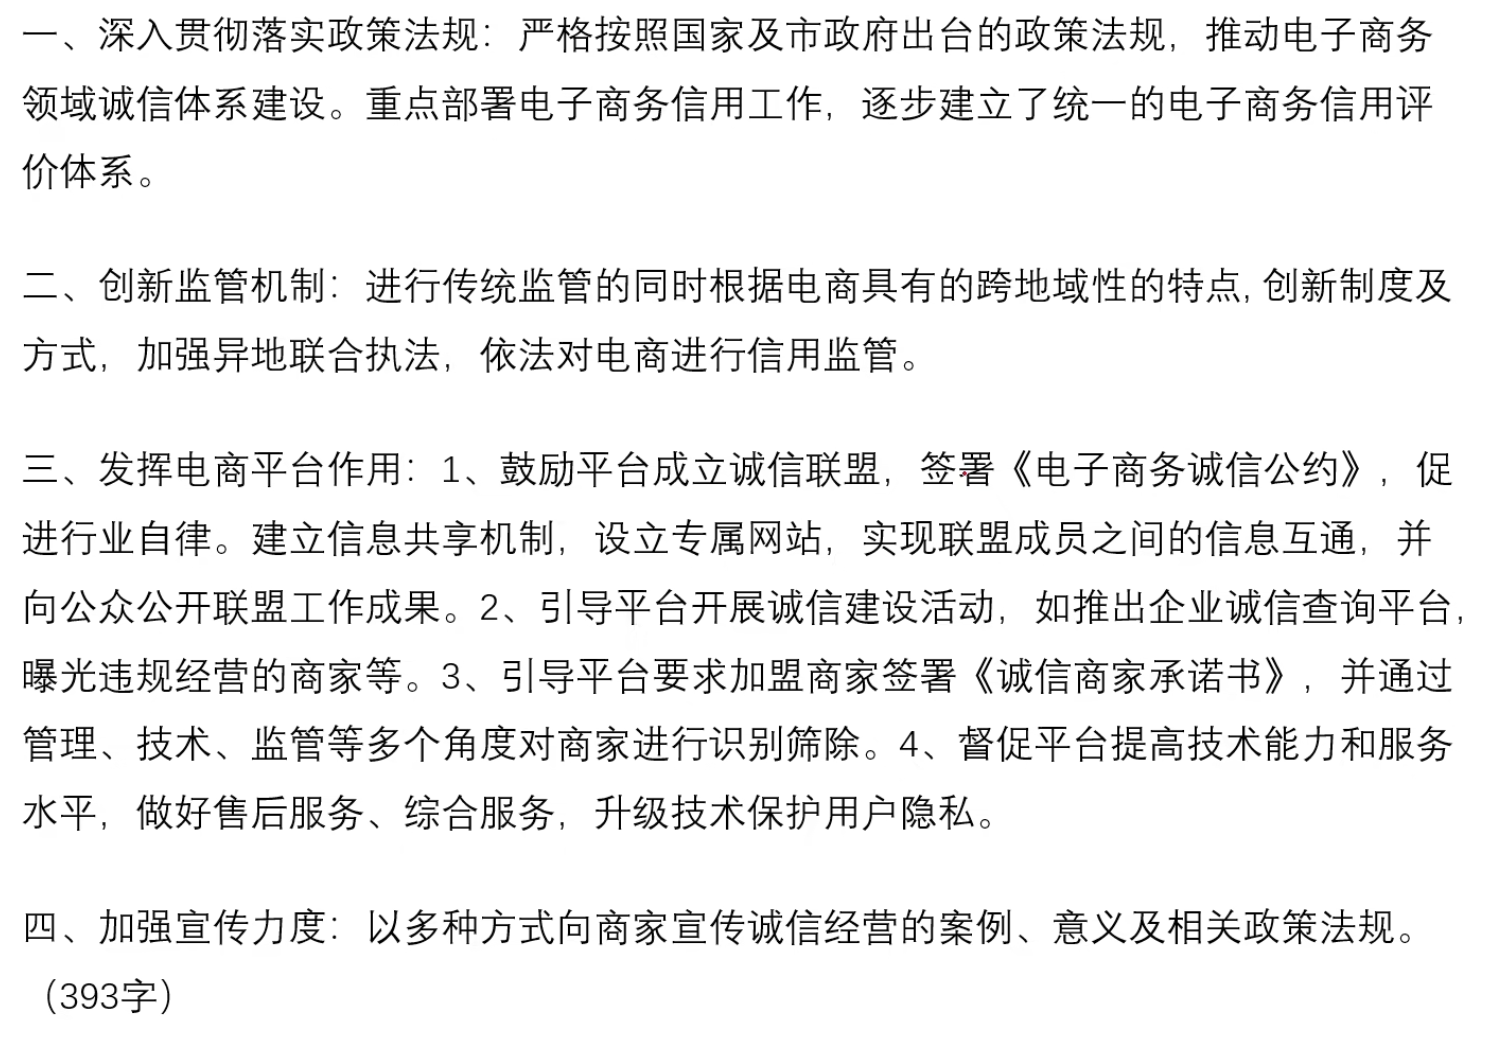 一、深入贯彻落实政策法规：严格按照国家及市政府出台的政策法规，推动电子商务
领域诚信体系建设。重点部署电子商务信用工作，逐步建立了统一的电子商务信用评
价体系。
二、创新监管机制：进行传统监管的同时根据电商具有的跨地域性的特点,创新制度及
方式，加强异地联合执法，依法对电商进行信用监管。
三、发挥电商平台作用：1、鼓励平台成立诚信联盟，签署《电子商务诚信公约》，促
进行业自律。建立信息共享机制，设立专属网站，实现联盟成员之间的信息互通，并
向公众公开联盟工作成果。2、引导平台开展诚信建设活动，如推出企业诚信查询平台，
曝光违规经营的商家等。3、引导平台要求加盟商家签署《诚信商家承诺书》，并通过
管理、技术、监管等多个角度对商家进行识别筛除。4、督促平台提高技术能力和服务
水平，做好售后服务、综合服务，升级技术保护用户隐私。
四、加强宣传力度：以多种方式向商家宣传诚信经营的案例、意义及相关政策法规。
（393字）